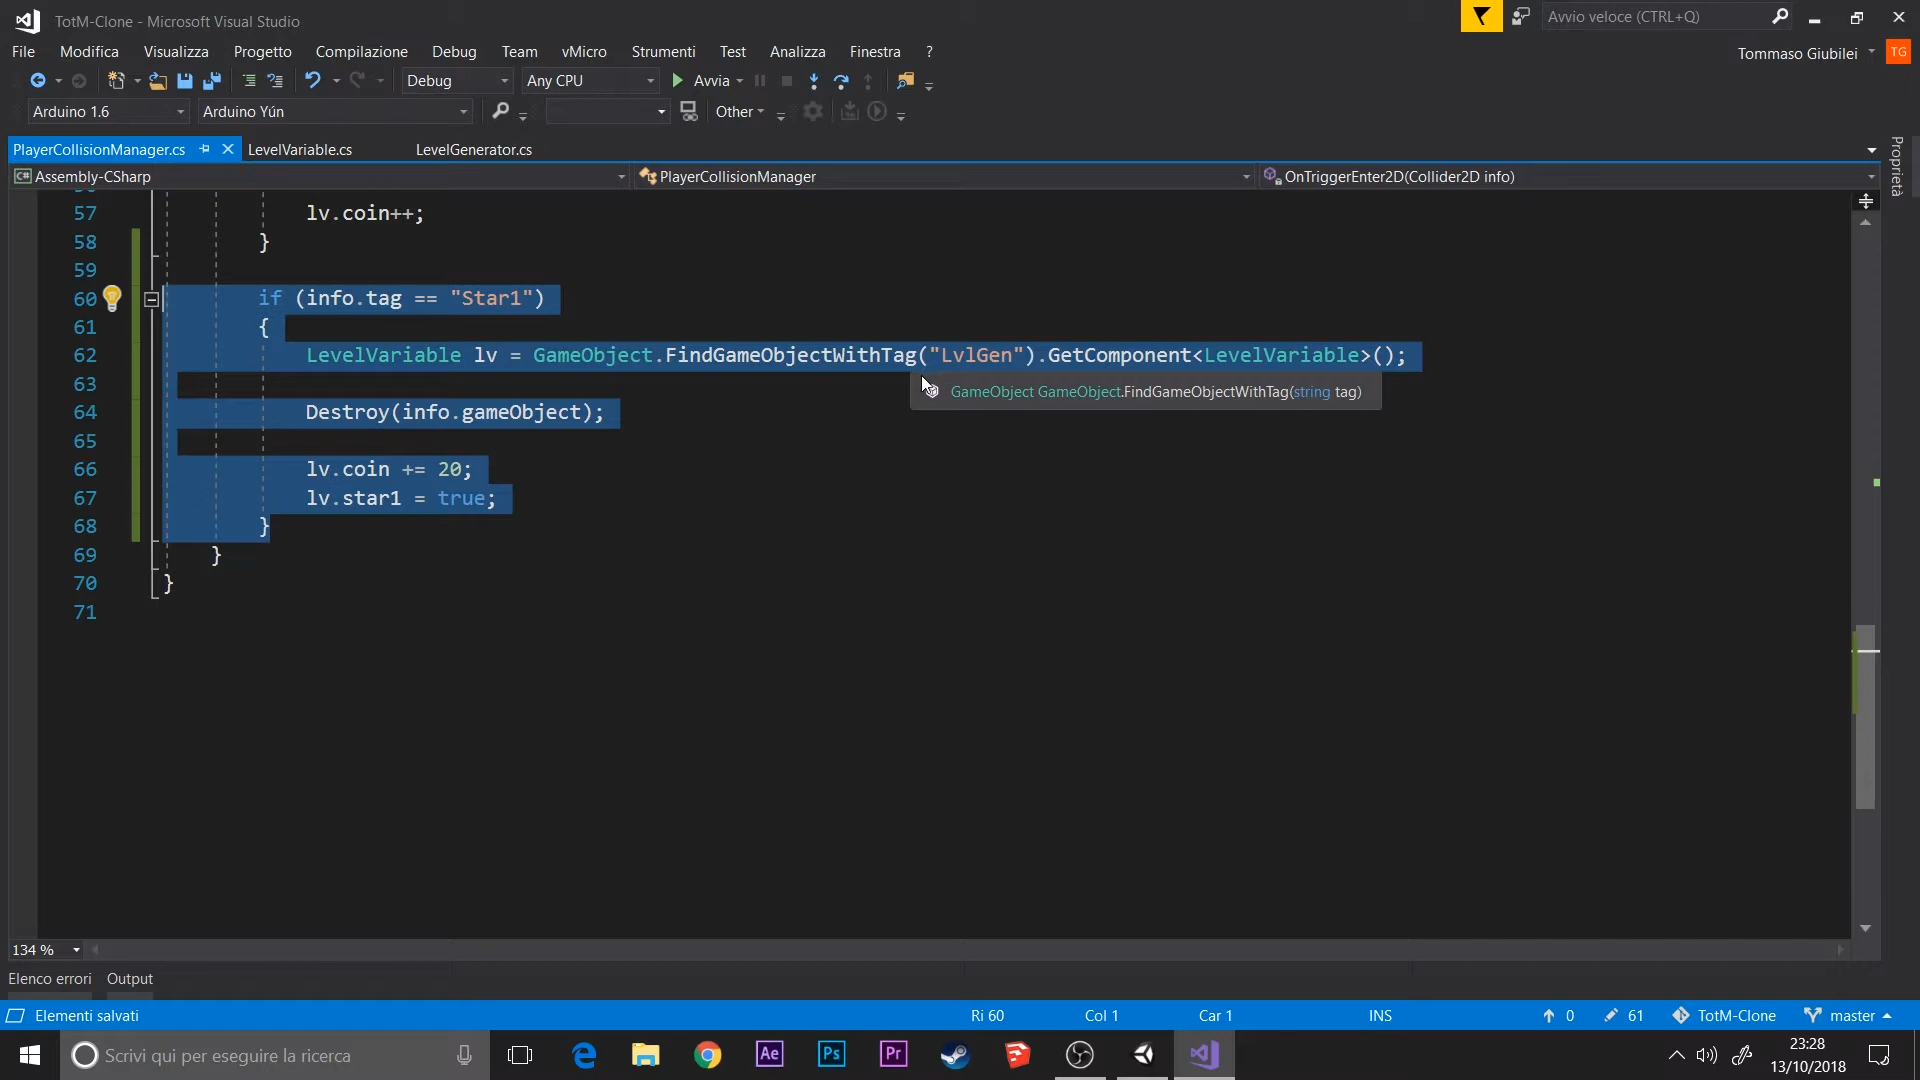 TotM-Clone - Microsoft Visual Studio
Avvio veloce (CTRL+Q)
File Modifica Visualizza Progetto Compilazione Debug Team vMicro Strumenti Test Analizza Finestra ?
Tommaso Giubilei TG
Debug Any CPU Avvia
Arduino 1.6 Arduino Yún Other
PlayerCollisionManager.cs LevelVariable.cs LevelGenerator.cs
Proprietà
Assembly-CSharp PlayerCollisionManager OnTriggerEnter2D(Collider2D info)
57 lv.coin++;
58 }
59
60 if (info.tag == "Star1")
61 {
62 LevelVariable lv = GameObject.FindGameObjectWithTag("LvlGen").GetComponent<LevelVariable>();
63
GameObject GameObject.FindGameObjectWithTag(string tag)
64 Destroy(info.gameObject);
65
66 lv.coin += 20;
67 lv.star1 = true;
68 }
69 }
70 }
71
134 %
Elenco errori Output
Elementi salvati Ri 60 Col 1 Car 1 INS 0 61 TotM-Clone master
Scrivi qui per eseguire la ricerca Ae Ps Pr
23:28
13/10/2018